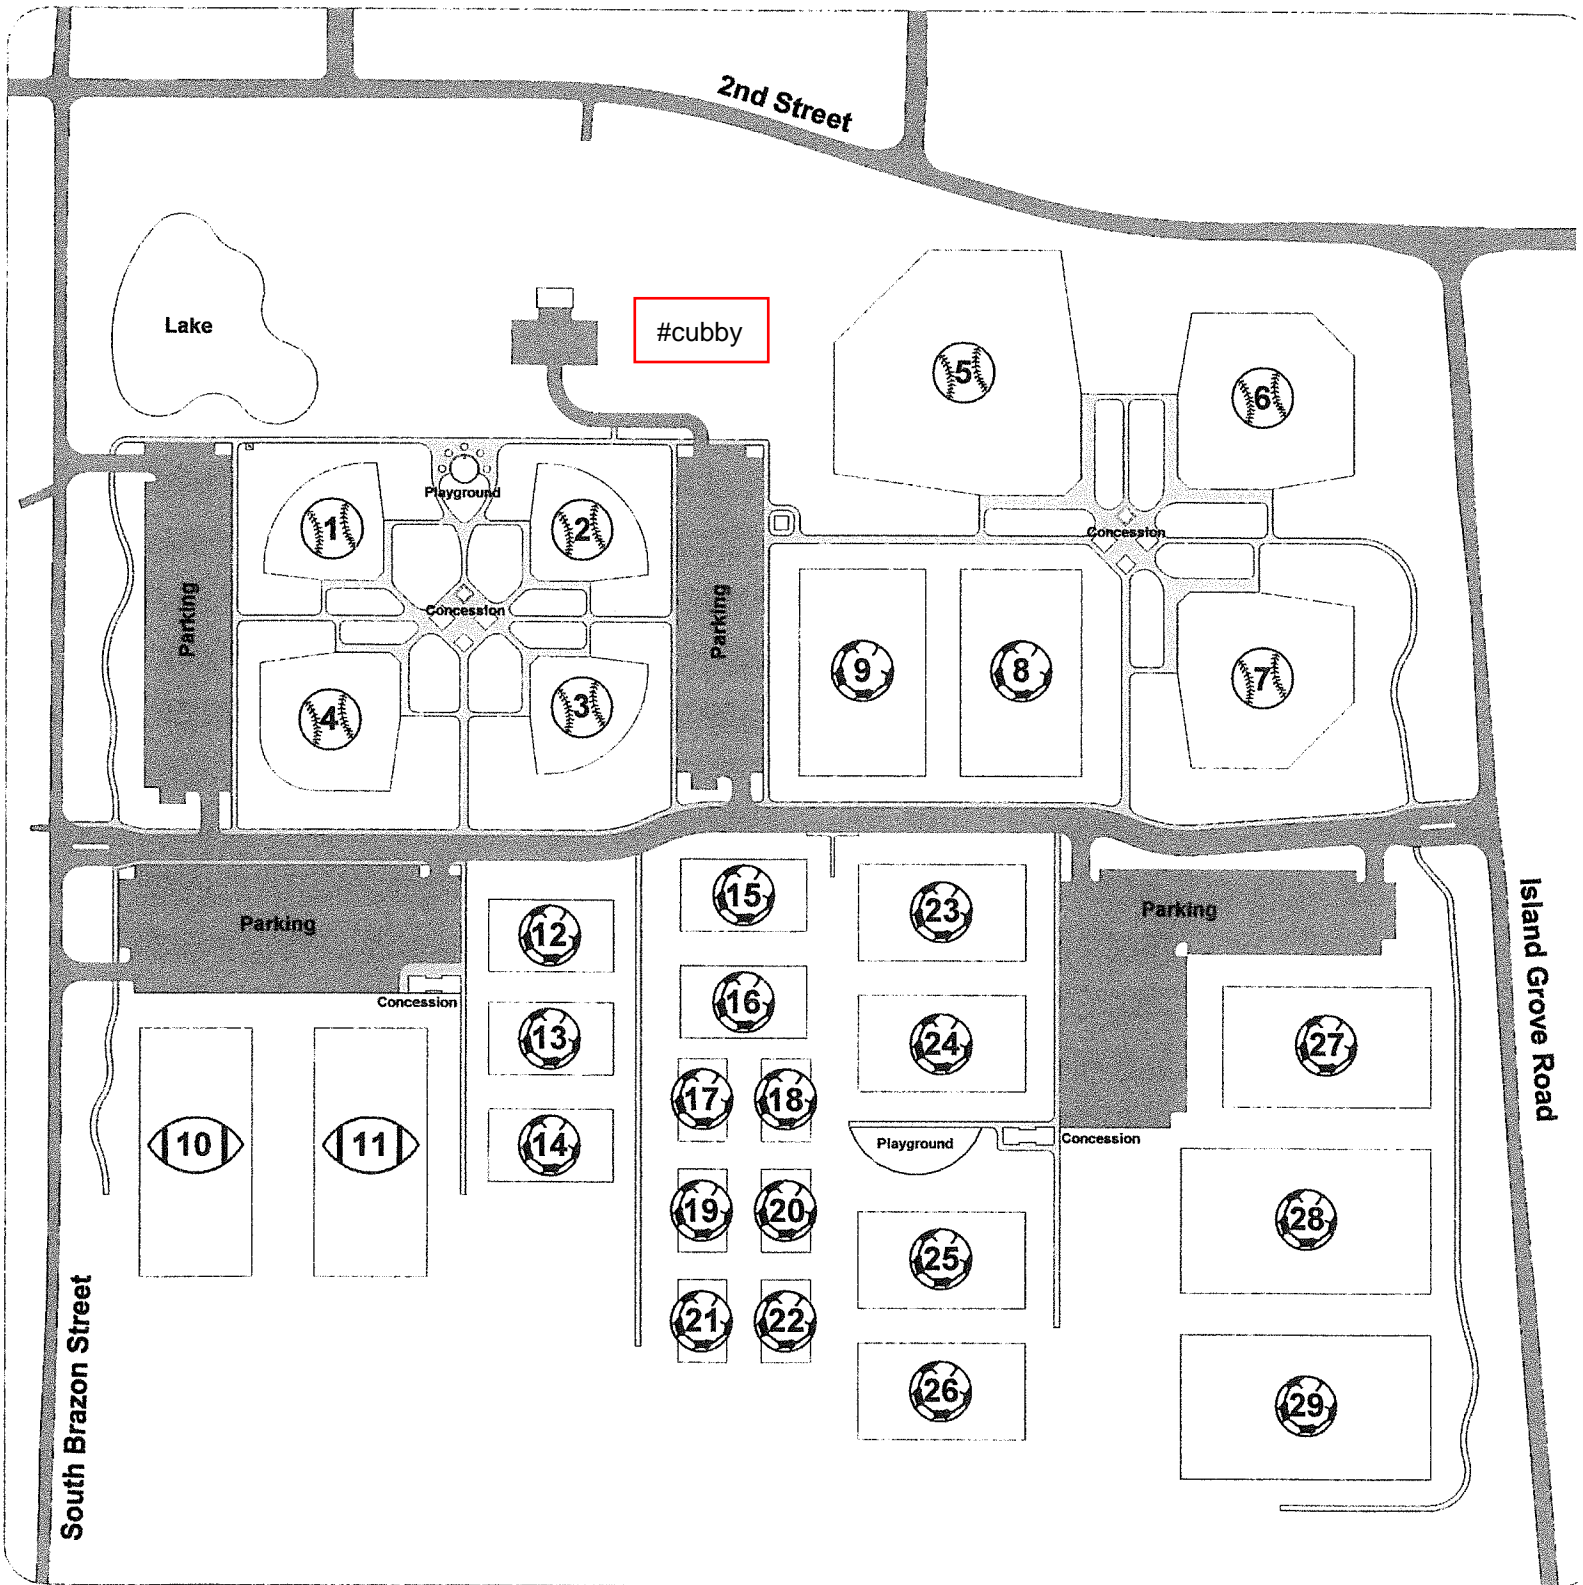 2nd Street
Lake
#cubby
5
6
Playground
1
2
Concession
Parking
Concession
Parking
9
8
7
4
3
15
23
Parking
Parking
12
16
Concession
13
24
27
Island Grove Road
17
18
10
11
14
Playground
Concession
19
20
28
25
21
22
26
29
South Brazon Street